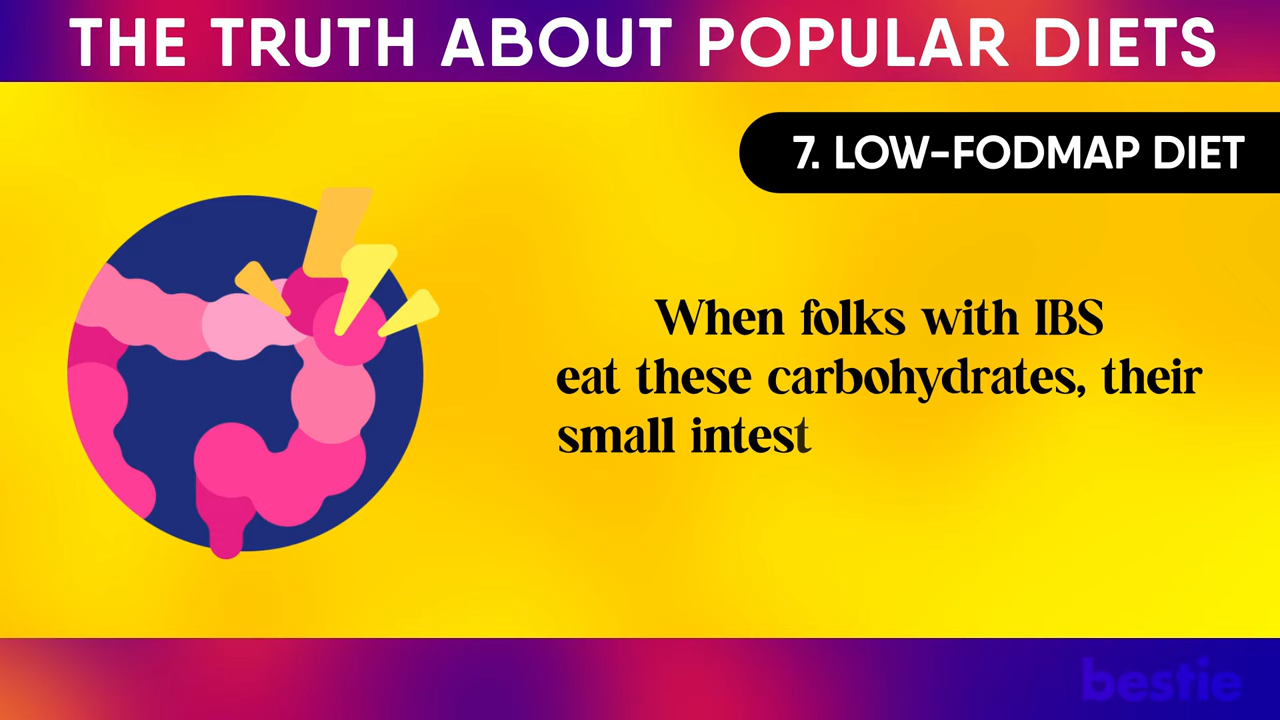 THE TRUTH ABOUT POPULAR DIETS
7. LOW-FODMAP DIET
When folks with IBS
eat these carbohydrates, their
small intest
bestie